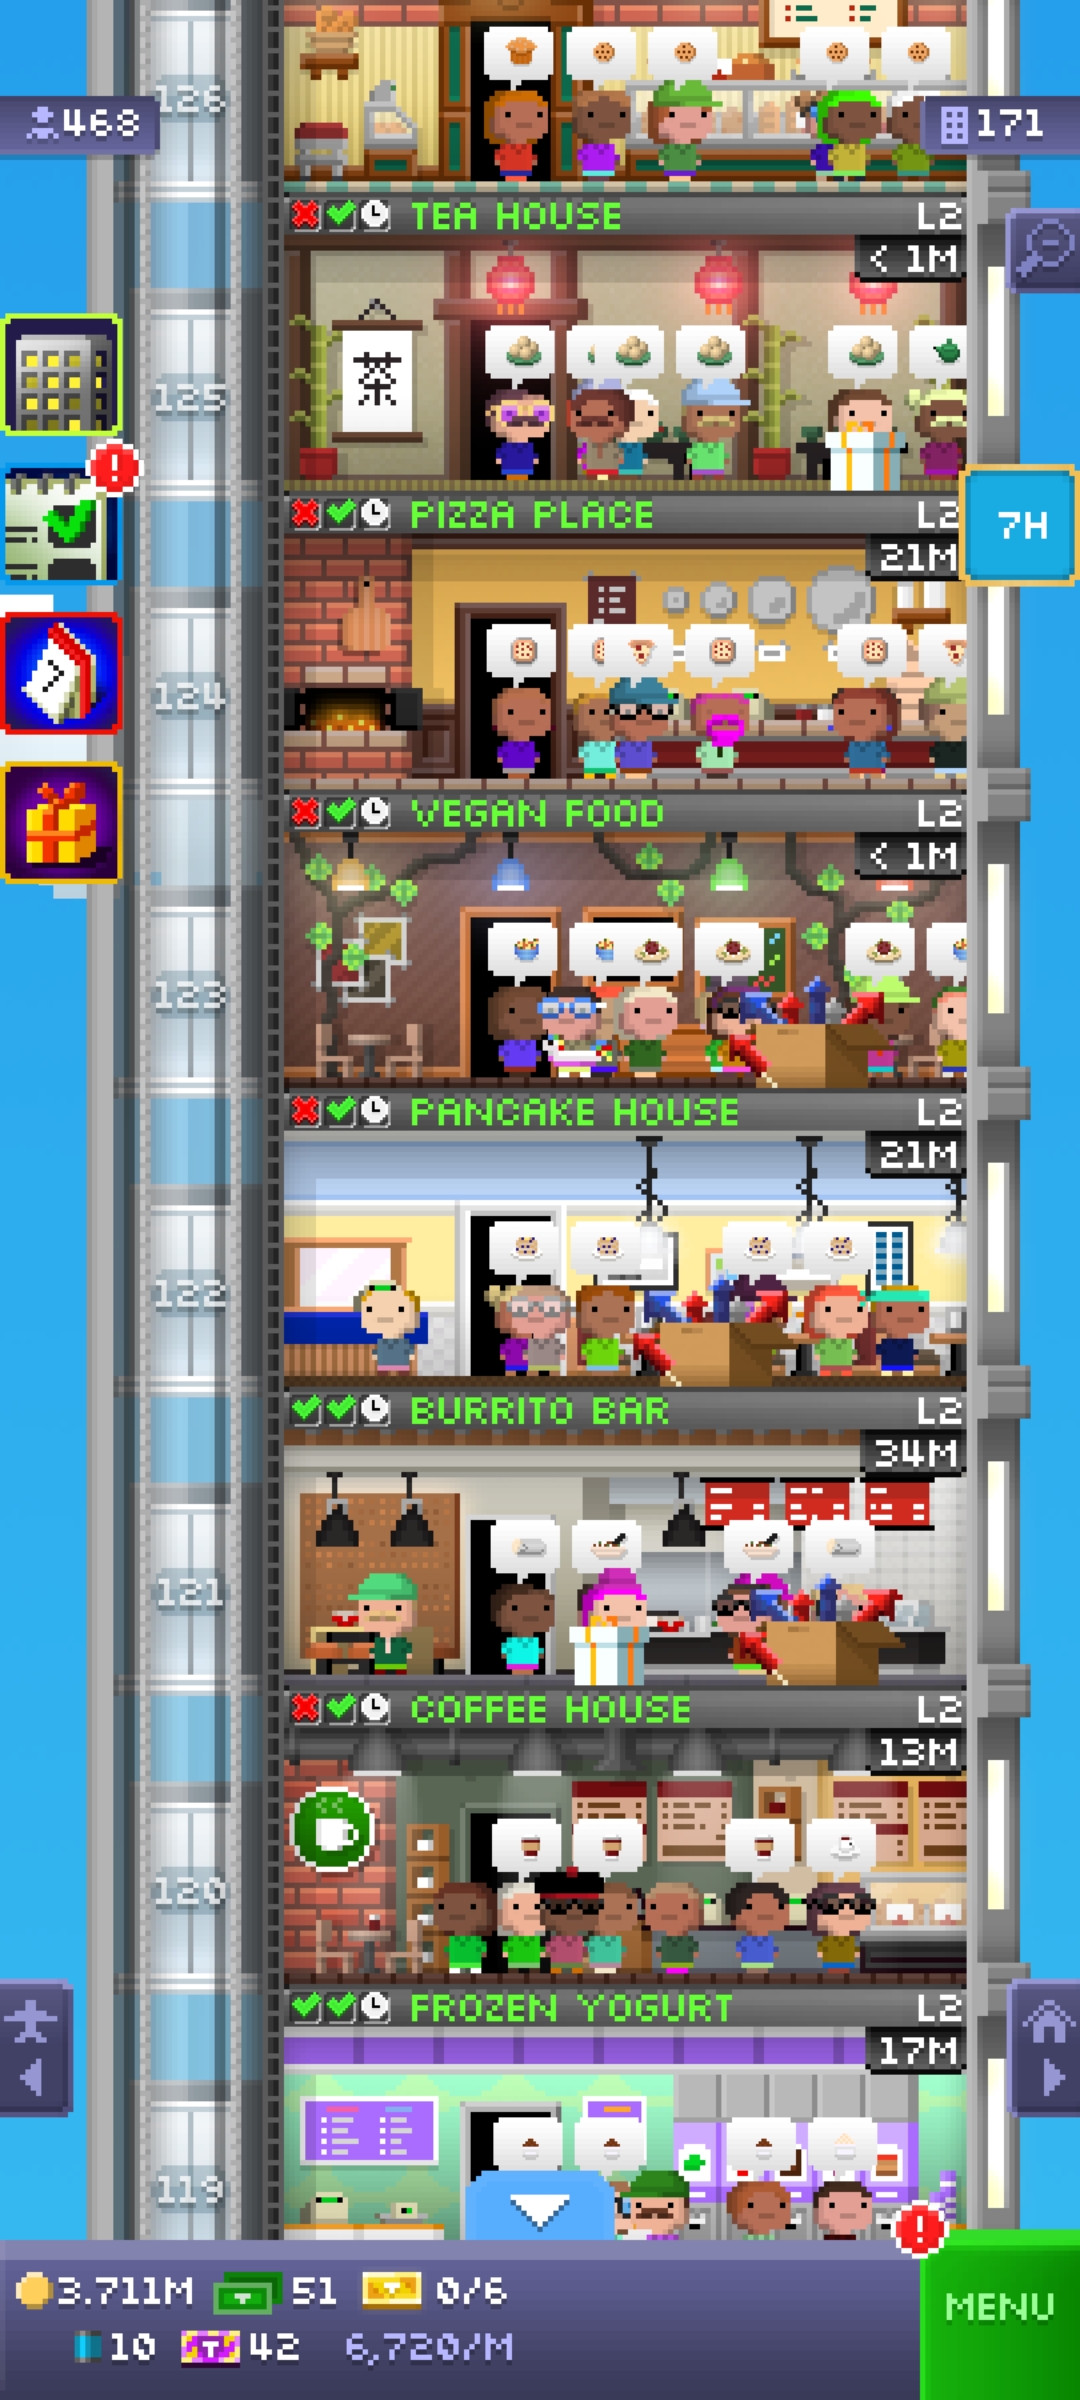 126
468
171
TEA HOUSE L2
< 1M
茶
125
PIZZA PLACE L2
7H
21M
124
VEGAN FOOD L2
< 1M
123
PANCAKE HOUSE L2
21M
122
BURRITO BAR L2
34M
121
COFFEE HOUSE L2
13M
120
FROZEN YOGURT L2
17M
119
3.711M 51 0/6
MENU
10 T 42 6,720/M